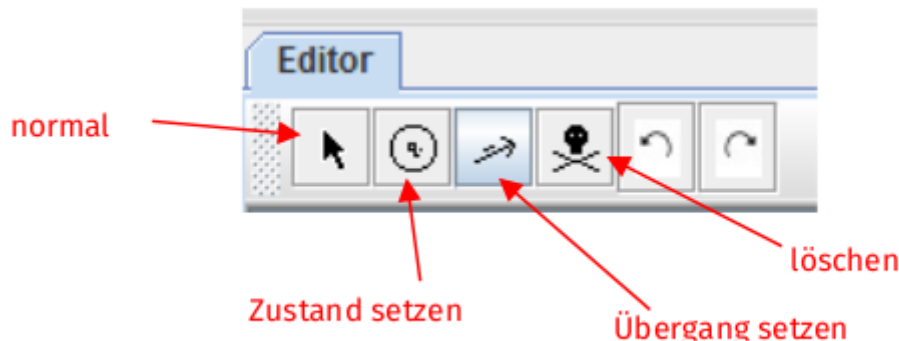 Editor
normal
q.
löschen
Zustand setzen
Übergang setzen